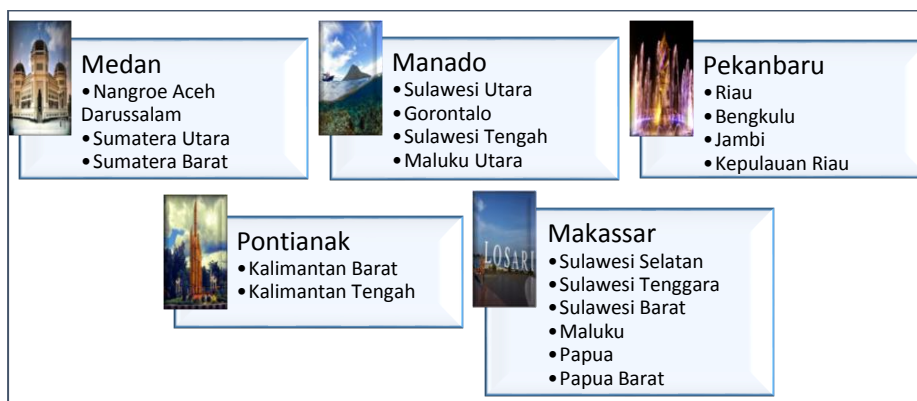 Medan
•Nangroe Aceh
Darussalam
•Sumatera Utara
•Sumatera Barat
Manado
•Sulawesi Utara
•Gorontalo
•Sulawesi Tengah
•Maluku Utara
Pekanbaru
•Riau
•Bengkulu
•Jambi
•Kepulauan Riau
Pontianak
•Kalimantan Barat
•Kalimantan Tengah
LOSARI
Makassar
•Sulawesi Selatan
•Sulawesi Tenggara
•Sulawesi Barat
•Maluku
•Papua
•Papua Barat